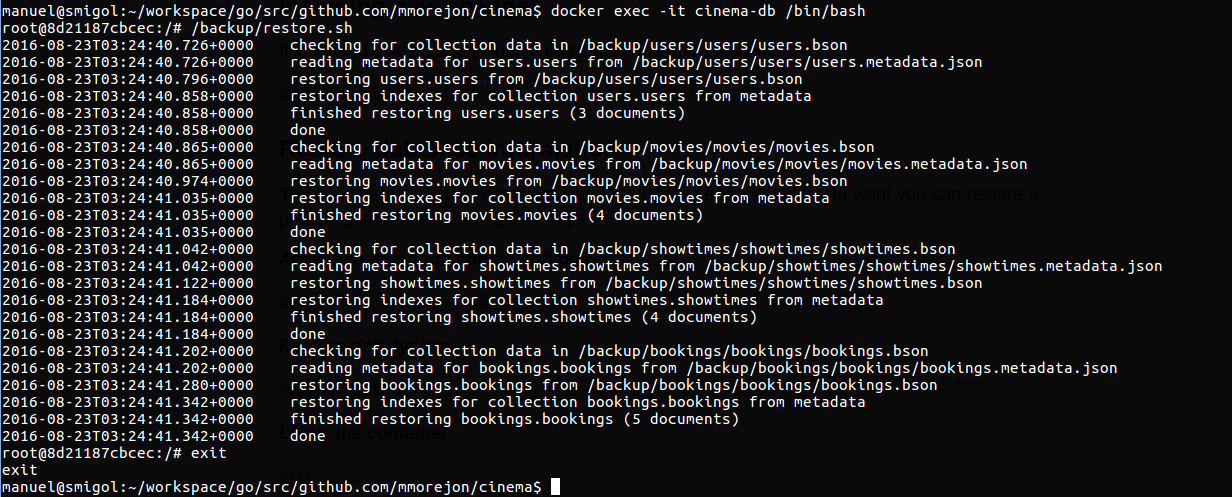 manuel@smigol:~/workspace/go/src/github.com/mmorejon/cinema$ docker exec -it cinema-db /bin/bash
root@8d21187cbcec:/# /backup/restore.sh
2016-08-23T03:24:40.726+0000    checking for collection data in /backup/users/users/users.bson
2016-08-23T03:24:40.726+0000    reading metadata for users.users from /backup/users/users/users.metadata.json
2016-08-23T03:24:40.796+0000    restoring users.users from /backup/users/users/users.bson
2016-08-23T03:24:40.858+0000    restoring indexes for collection users.users from metadata
2016-08-23T03:24:40.858+0000    finished restoring users.users (3 documents)
2016-08-23T03:24:40.858+0000    done
2016-08-23T03:24:40.865+0000    checking for collection data in /backup/movies/movies/movies.bson
2016-08-23T03:24:40.865+0000    reading metadata for movies.movies from /backup/movies/movies/movies.metadata.json
2016-08-23T03:24:40.974+0000    restoring movies.movies from /backup/movies/movies/movies.bson
2016-08-23T03:24:41.035+0000    restoring indexes for collection movies.movies from metadata
want you can restore a
2016-08-23T03:24:41.035+0000    finished restoring movies.movies (4 documents)
2016-08-23T03:24:41.035+0000    done
2016-08-23T03:24:41.042+0000    checking for collection data in /backup/showtimes/showtimes/showtimes.bson
2016-08-23T03:24:41.042+0000    reading metadata for showtimes.showtimes from /backup/showtimes/showtimes/showtimes.metadata.json
2016-08-23T03:24:41.122+0000    restoring showtimes.showtimes from /backup/showtimes/showtimes/showtimes.bson
2016-08-23T03:24:41.184+0000    restoring indexes for collection showtimes.showtimes from metadata
2016-08-23T03:24:41.184+0000    finished restoring showtimes.showtimes (4 documents)
2016-08-23T03:24:41.184+0000    done
2016-08-23T03:24:41.202+0000    checking for collection data in /backup/bookings/bookings/bookings.bson
2016-08-23T03:24:41.202+0000    reading metadata for bookings.bookings from /backup/bookings/bookings/bookings.metadata.json
2016-08-23T03:24:41.280+0000    restoring bookings.bookings from /backup/bookings/bookings/bookings.bson
2016-08-23T03:24:41.342+0000    restoring indexes for collection bookings.bookings from metadata
2016-08-23T03:24:41.342+0000    finished restoring bookings.bookings (5 documents)
2016-08-23T03:24:41.342+0000    done
the container:
root@8d21187cbcec:/# exit
exit
manuel@smigol:~/workspace/go/src/github.com/mmorejon/cinema$